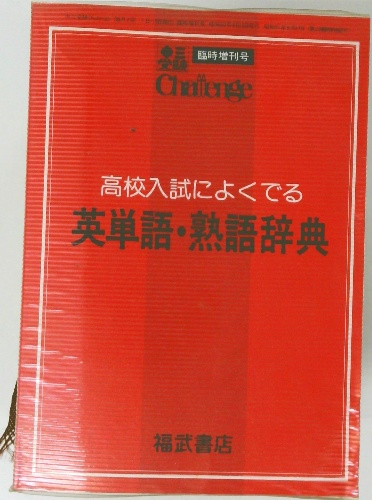 臨時増刊号
Challenge
高校入試によくでる
英単語・熟語辞典
福武書店